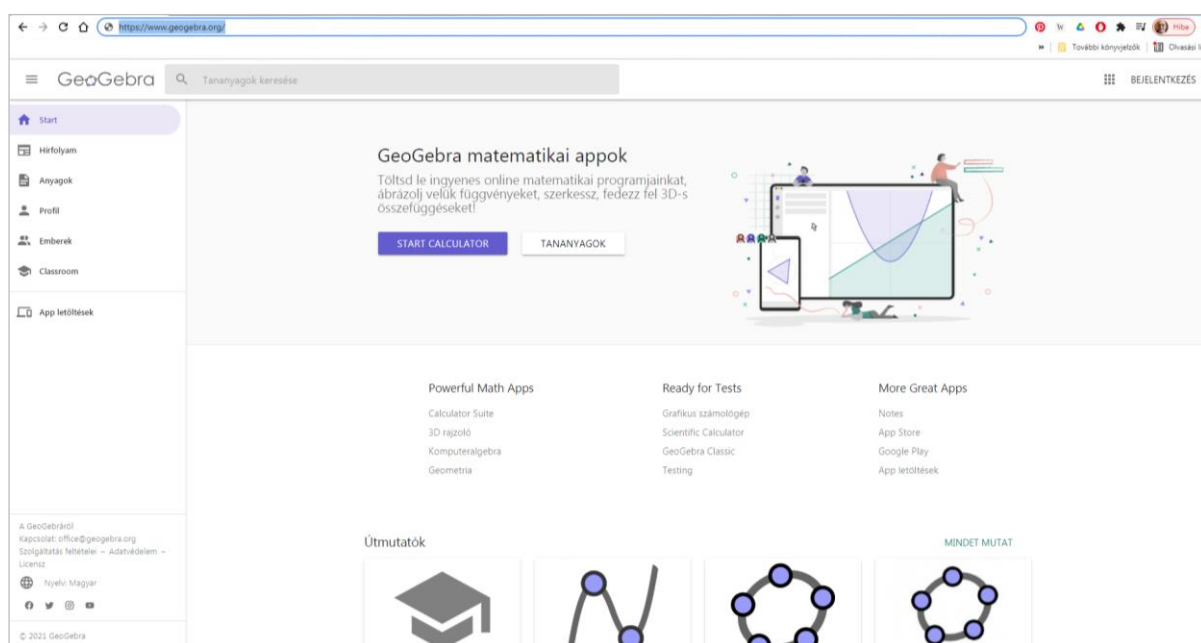 https://www.geogebra.org/
Hiba
» További könyvjelzők
GeoGebra
Tananyagok keresése
BEJELENTKEZÉS
Start
Hírfolyam
Anyagok
Profil
Emberek
Classroom
App letöltések
GeoGebra matematikai appok
Töltsd le ingyenes online matematikai programjainkat,
ábrázolj velük függvényeket, szerkessz, fedezz fel 3D-s
összefüggéseket!
START CALCULATOR
TANANYAGOK
Powerful Math Apps
Calculator Suite
3D rajzoló
Komputeralgebra
Geometria
Ready for Tests
Grafikus számológép
Scientific Calculator
GeoGebra Classic
Testing
More Great Apps
Notes
App Store
Google Play
App letöltések
Útmutatók
MINDET MUTAT
A GeoGebráról
Kapcsolat: office@geogebra.org
Szolgáltatás feltételei – Adatvédelem –
Licensz
Nyelv: Magyar
© 2021 GeoGebra